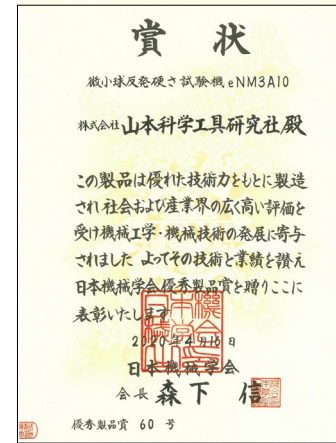 賞状
微小球反発硬さ試験機eNM3A10
株式会社山本科学工具研究社殿
この製品は優れた技術力をもとに製造
され社会および産業界の広く高い評価を
受け機械工学・機械技術の発展に寄与
されました よってその技術と業績を讃え
日本機械学会優秀製品賞を贈りここに
表彰いたします
2020年4月16日
日本機械学会
会長 森下 信
優秀製品賞 60 号